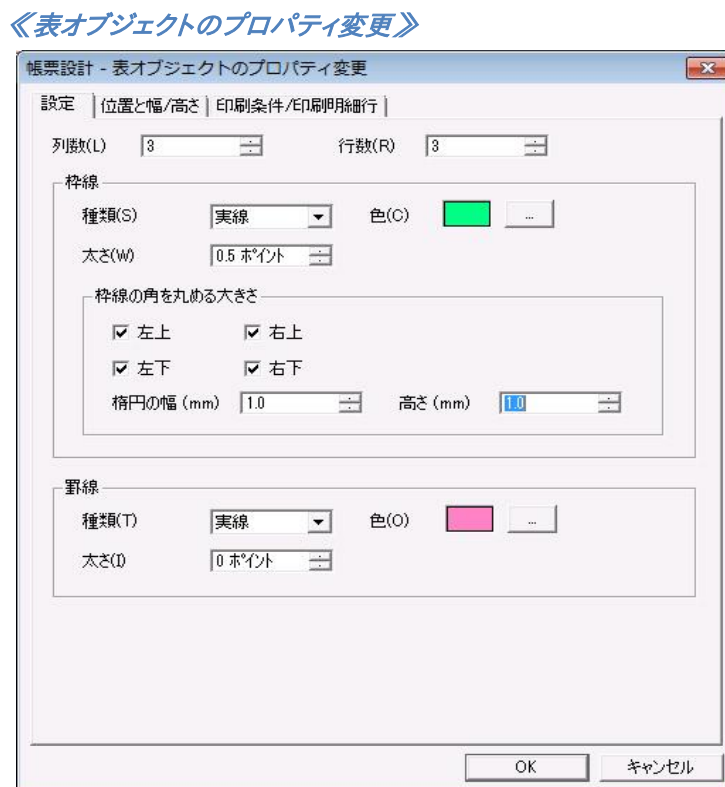 ≪表オブジェクトのプロパティ変更≫
帳票設計 - 表オブジェクトのプロパティ変更
設定 位置と幅/高さ 印刷条件/印刷明細行
列数(L) 3 行数(R) 3
枠線
種類(S) 実線 色(C) ...
太さ(W) 0.5 ポイント
枠線の角を丸める大きさ
左上 右上
左下 右下
楕円の幅 (mm) 1.0 高さ (mm) 1.0
罫線
種類(T) 実線 色(O) ...
太さ(I) 0 ポイント
OK キャンセル